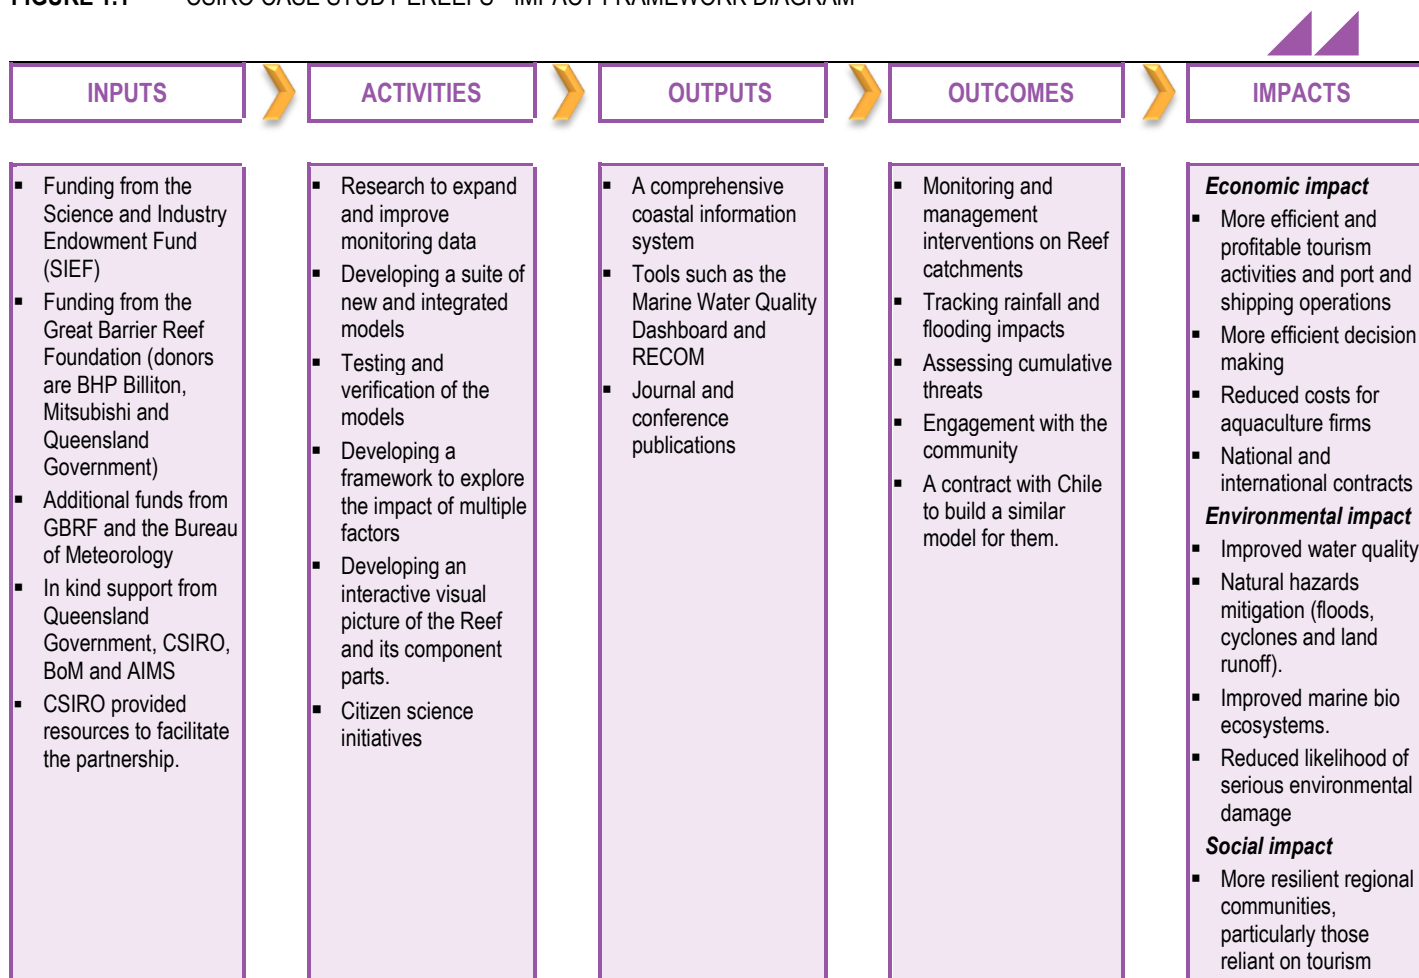 INPUTS
ACTIVITIES
OUTPUTS
OUTCOMES
IMPACTS
▪ Funding from the
Science and Industry
Endowment Fund
(SIEF)
▪ Funding from the
Great Barrier Reef
Foundation (donors
are BHP Billiton,
Mitsubishi and
Queensland
Government)
▪ Additional funds from
GBRF and the Bureau
of Meteorology
▪ In kind support from
Queensland
Government, CSIRO,
BoM and AIMS
▪ CSIRO provided
resources to facilitate
the partnership.
▪ Research to expand
and improve
monitoring data
▪ Developing a suite of
new and integrated
models
▪ Testing and
verification of the
models
▪ Developing a
framework to explore
the impact of multiple
factors
▪ Developing an
interactive visual
picture of the Reef
and its component
parts.
▪ Citizen science
initiatives
▪ A comprehensive
coastal information
system
▪ Tools such as the
Marine Water Quality
Dashboard and
RECOM
▪ Journal and
conference
publications
▪ Monitoring and
management
interventions on Reef
catchments
▪ Tracking rainfall and
flooding impacts
▪ Assessing cumulative
threats
▪ Engagement with the
community
▪ A contract with Chile
to build a similar
model for them.
Economic impact
▪ More efficient and
profitable tourism
activities and port and
shipping operations
▪ More efficient decision
making
▪ Reduced costs for
aquaculture firms
▪ National and
international contracts
Environmental impact
▪ Improved water quality
▪ Natural hazards
mitigation (floods,
cyclones and land
runoff).
▪ Improved marine bio
ecosystems.
▪ Reduced likelihood of
serious environmental
damage
Social impact
▪ More resilient regional
communities,
particularly those
reliant on tourism